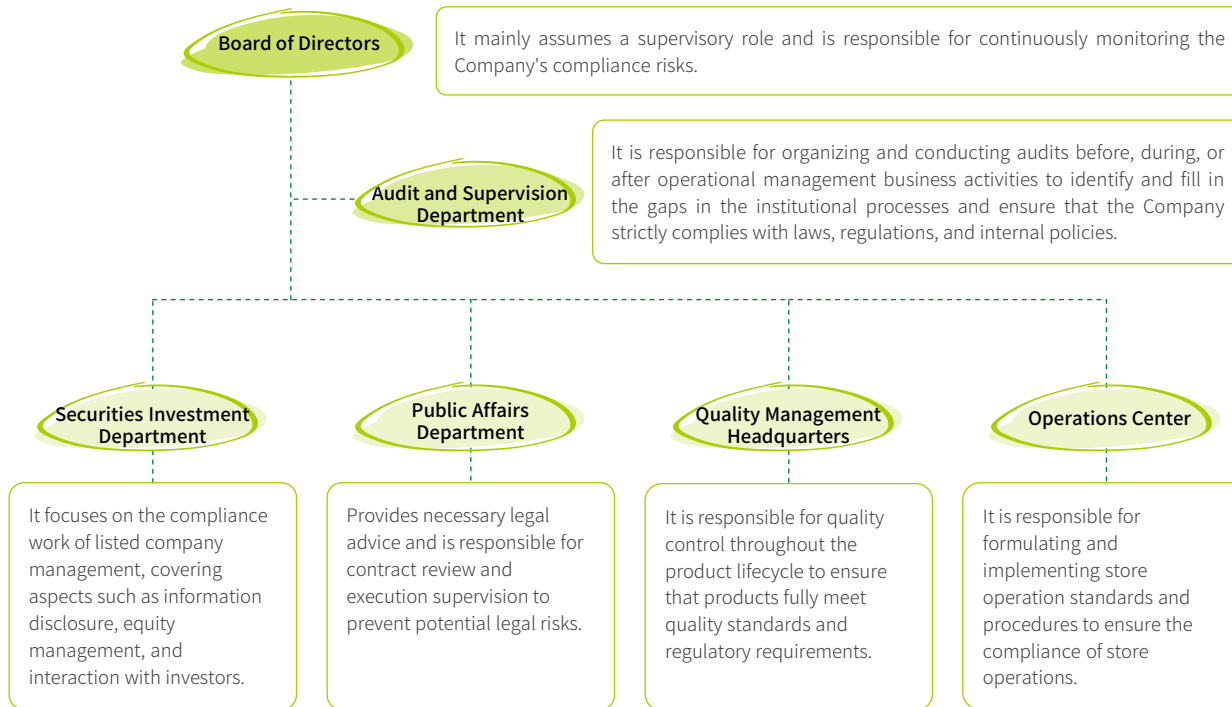 Board of Directors
It mainly assumes a supervisory role and is responsible for continuously monitoring the
Company's compliance risks.
Audit and Supervision
Department
It is responsible for organizing and conducting audits before, during, or
after operational management business activities to identify and fill in
the gaps in the institutional processes and ensure that the Company
strictly complies with laws, regulations, and internal policies.
Securities Investment
Department
It focuses on the compliance
work of listed company
management, covering
aspects such as information
disclosure, equity
management, and
interaction with investors.
Public Affairs
Department
Provides necessary legal
advice and is responsible for
contract review and
execution supervision to
prevent potential legal risks.
Quality Management
Headquarters
It is responsible for quality
control throughout the
product lifecycle to ensure
that products fully meet
quality standards and
regulatory requirements.
Operations Center
It is responsible for
formulating and
implementing store
operation standards and
procedures to ensure the
compliance of store
operations.